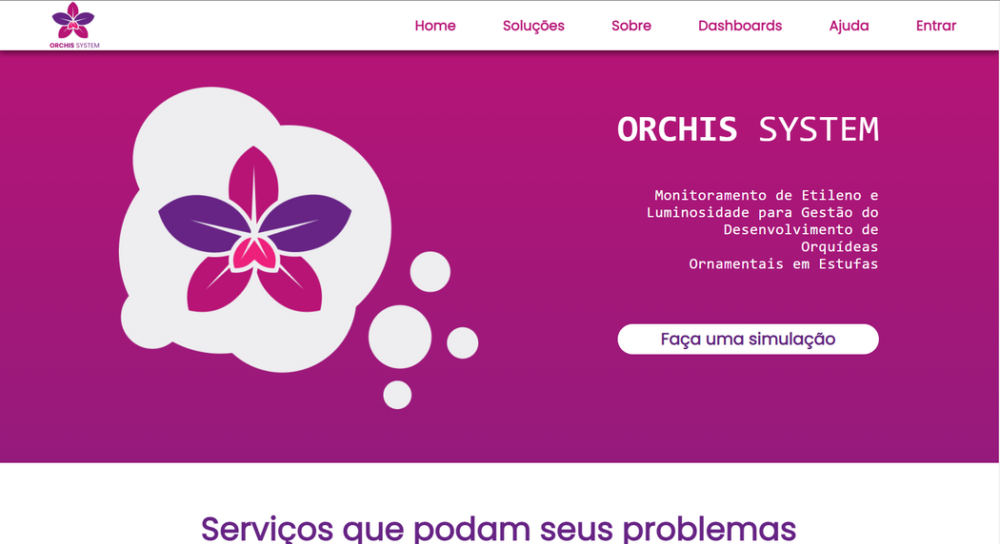 ORCHIS SYSTEM
Home Soluções Sobre Dashboards Ajuda Entrar
ORCHIS SYSTEM
Monitoramento de Etileno e
Luminosidade para Gestão do
Desenvolvimento de
Orquídeas
Ornamentais em Estufas
Faça uma simulação
Serviços que podam seus problemas